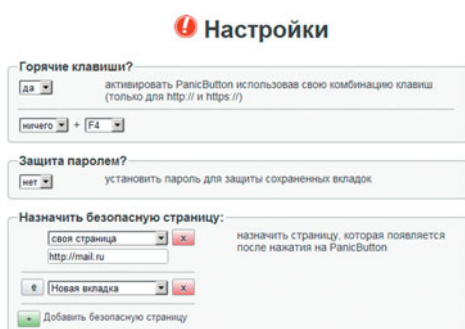 Настройки
Горячие клавиши?
да
активировать PanicButton использовав свою комбинацию клавиш
(только для http:// и https://)
ничего + F4
Защита паролем?
нет
установить пароль для защиты сохраненных вкладок
Назначить безопасную страницу:
своя страница x
назначить страницу, которая появляется
после нажатия на PanicButton
http://mail.ru
Новая вкладка x
+ Добавить безопасную страницу